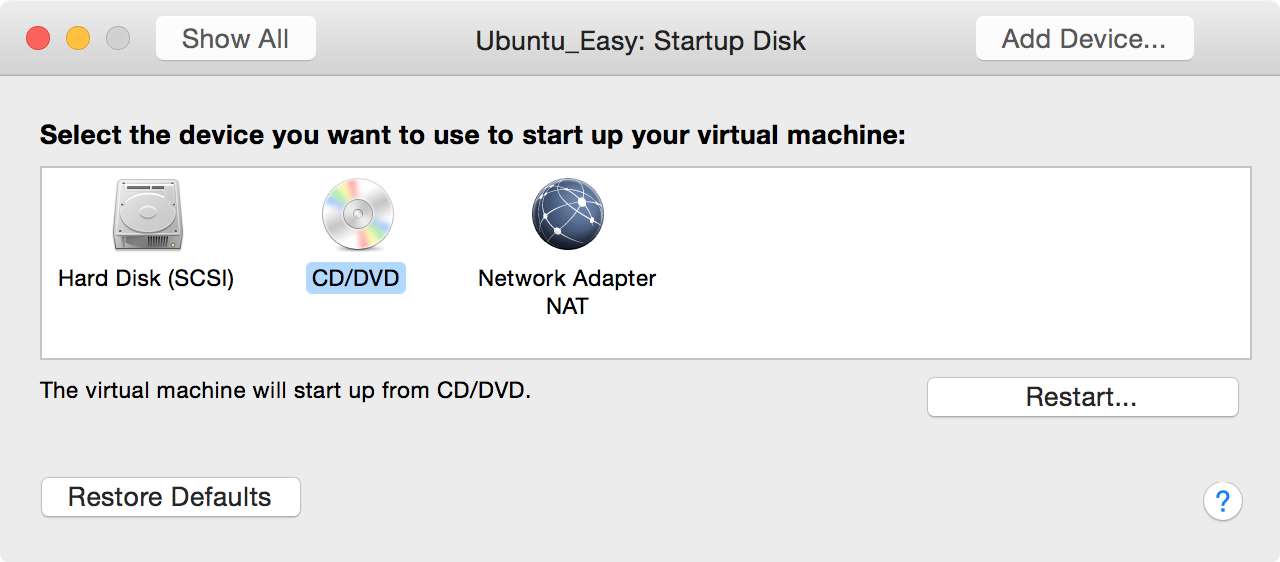 Show All
Ubuntu_Easy: Startup Disk
Add Device...
Select the device you want to use to start up your virtual machine:
Hard Disk (SCSI)
CD/DVD
Network Adapter
NAT
The virtual machine will start up from CD/DVD.
Restart...
Restore Defaults
?